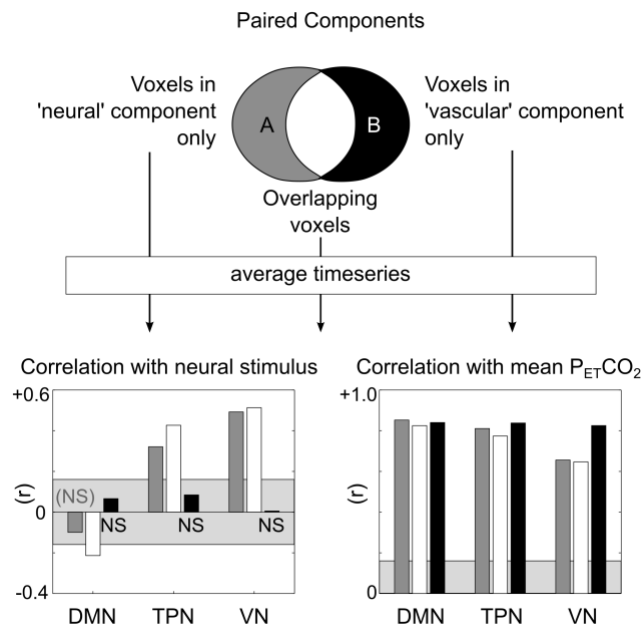 Paired Components
Voxels in
'neural' component
only
A
B
Voxels in
'vascular' component
only
Overlapping
voxels
average timeseries
Correlation with neural stimulus
+0.6
(r)
0
-0.4
(NS)
NS
NS
NS
DMN
TPN
VN
Correlation with mean PETCO2
+1.0
(r)
0
DMN
TPN
VN